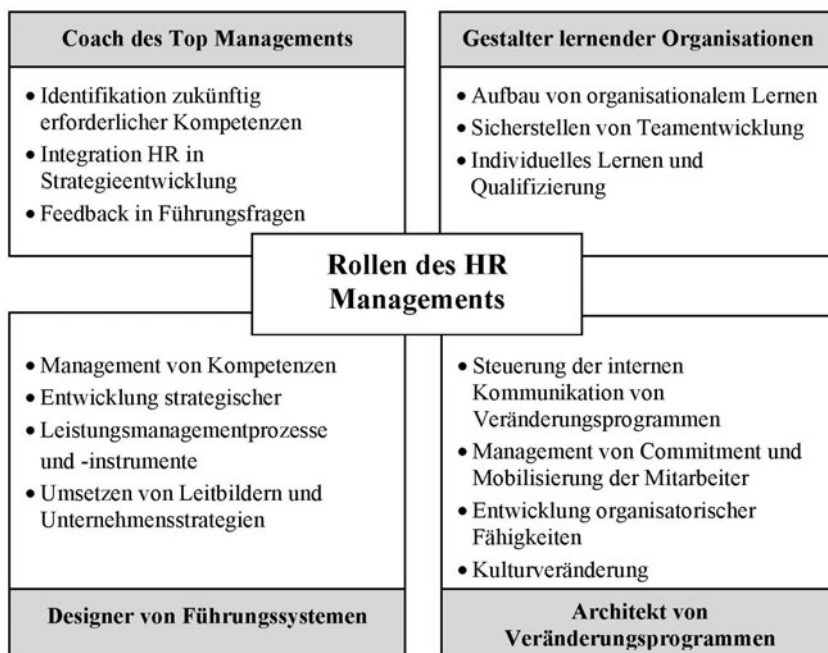 Coach des Top Managements
• Identifikation zukünftig
erforderlicher Kompetenzen
• Integration HR in
Strategieentwicklung
• Feedback in Führungsfragen
Gestalter lernender Organisationen
• Aufbau von organisationalem Lernen
• Sicherstellen von Teamentwicklung
• Individuelles Lernen und
Qualifizierung
Rollen des HR
Managements
• Management von Kompetenzen
• Entwicklung strategischer
• Leistungsmanagementprozesse
und -instrumente
• Umsetzen von Leitbildern und
Unternehmensstrategien
Designer von Führungssystemen
• Steuerung der internen
Kommunikation von
Veränderungsprogrammen
• Management von Commitment und
Mobilisierung der Mitarbeiter
• Entwicklung organisatorischer
Fähigkeiten
• Kulturveränderung
Architekt von
Veränderungsprogrammen